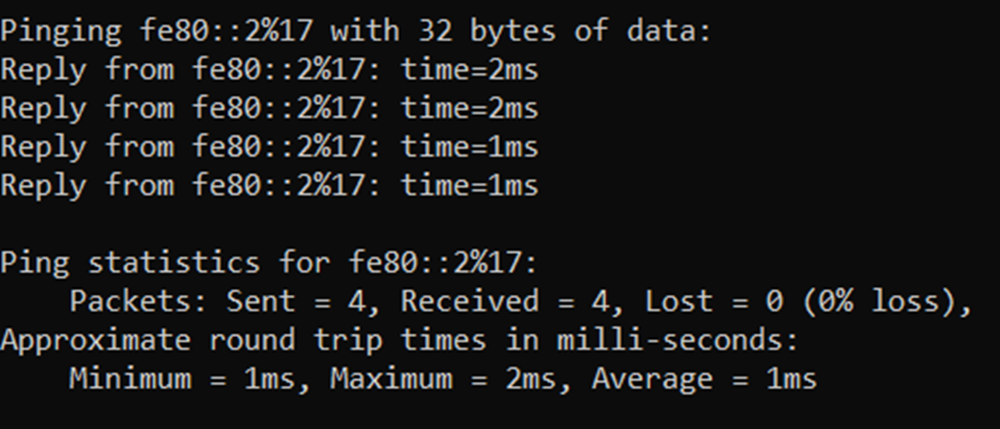 Pinging fe80::2%17 with 32 bytes of data:
Reply from fe80::2%17: time=2ms
Reply from fe80::2%17: time=2ms
Reply from fe80::2%17: time=1ms
Reply from fe80::2%17: time=1ms

Ping statistics for fe80::2%17:
    Packets: Sent = 4, Received = 4, Lost = 0 (0% loss),
Approximate round trip times in milli-seconds:
    Minimum = 1ms, Maximum = 2ms, Average = 1ms